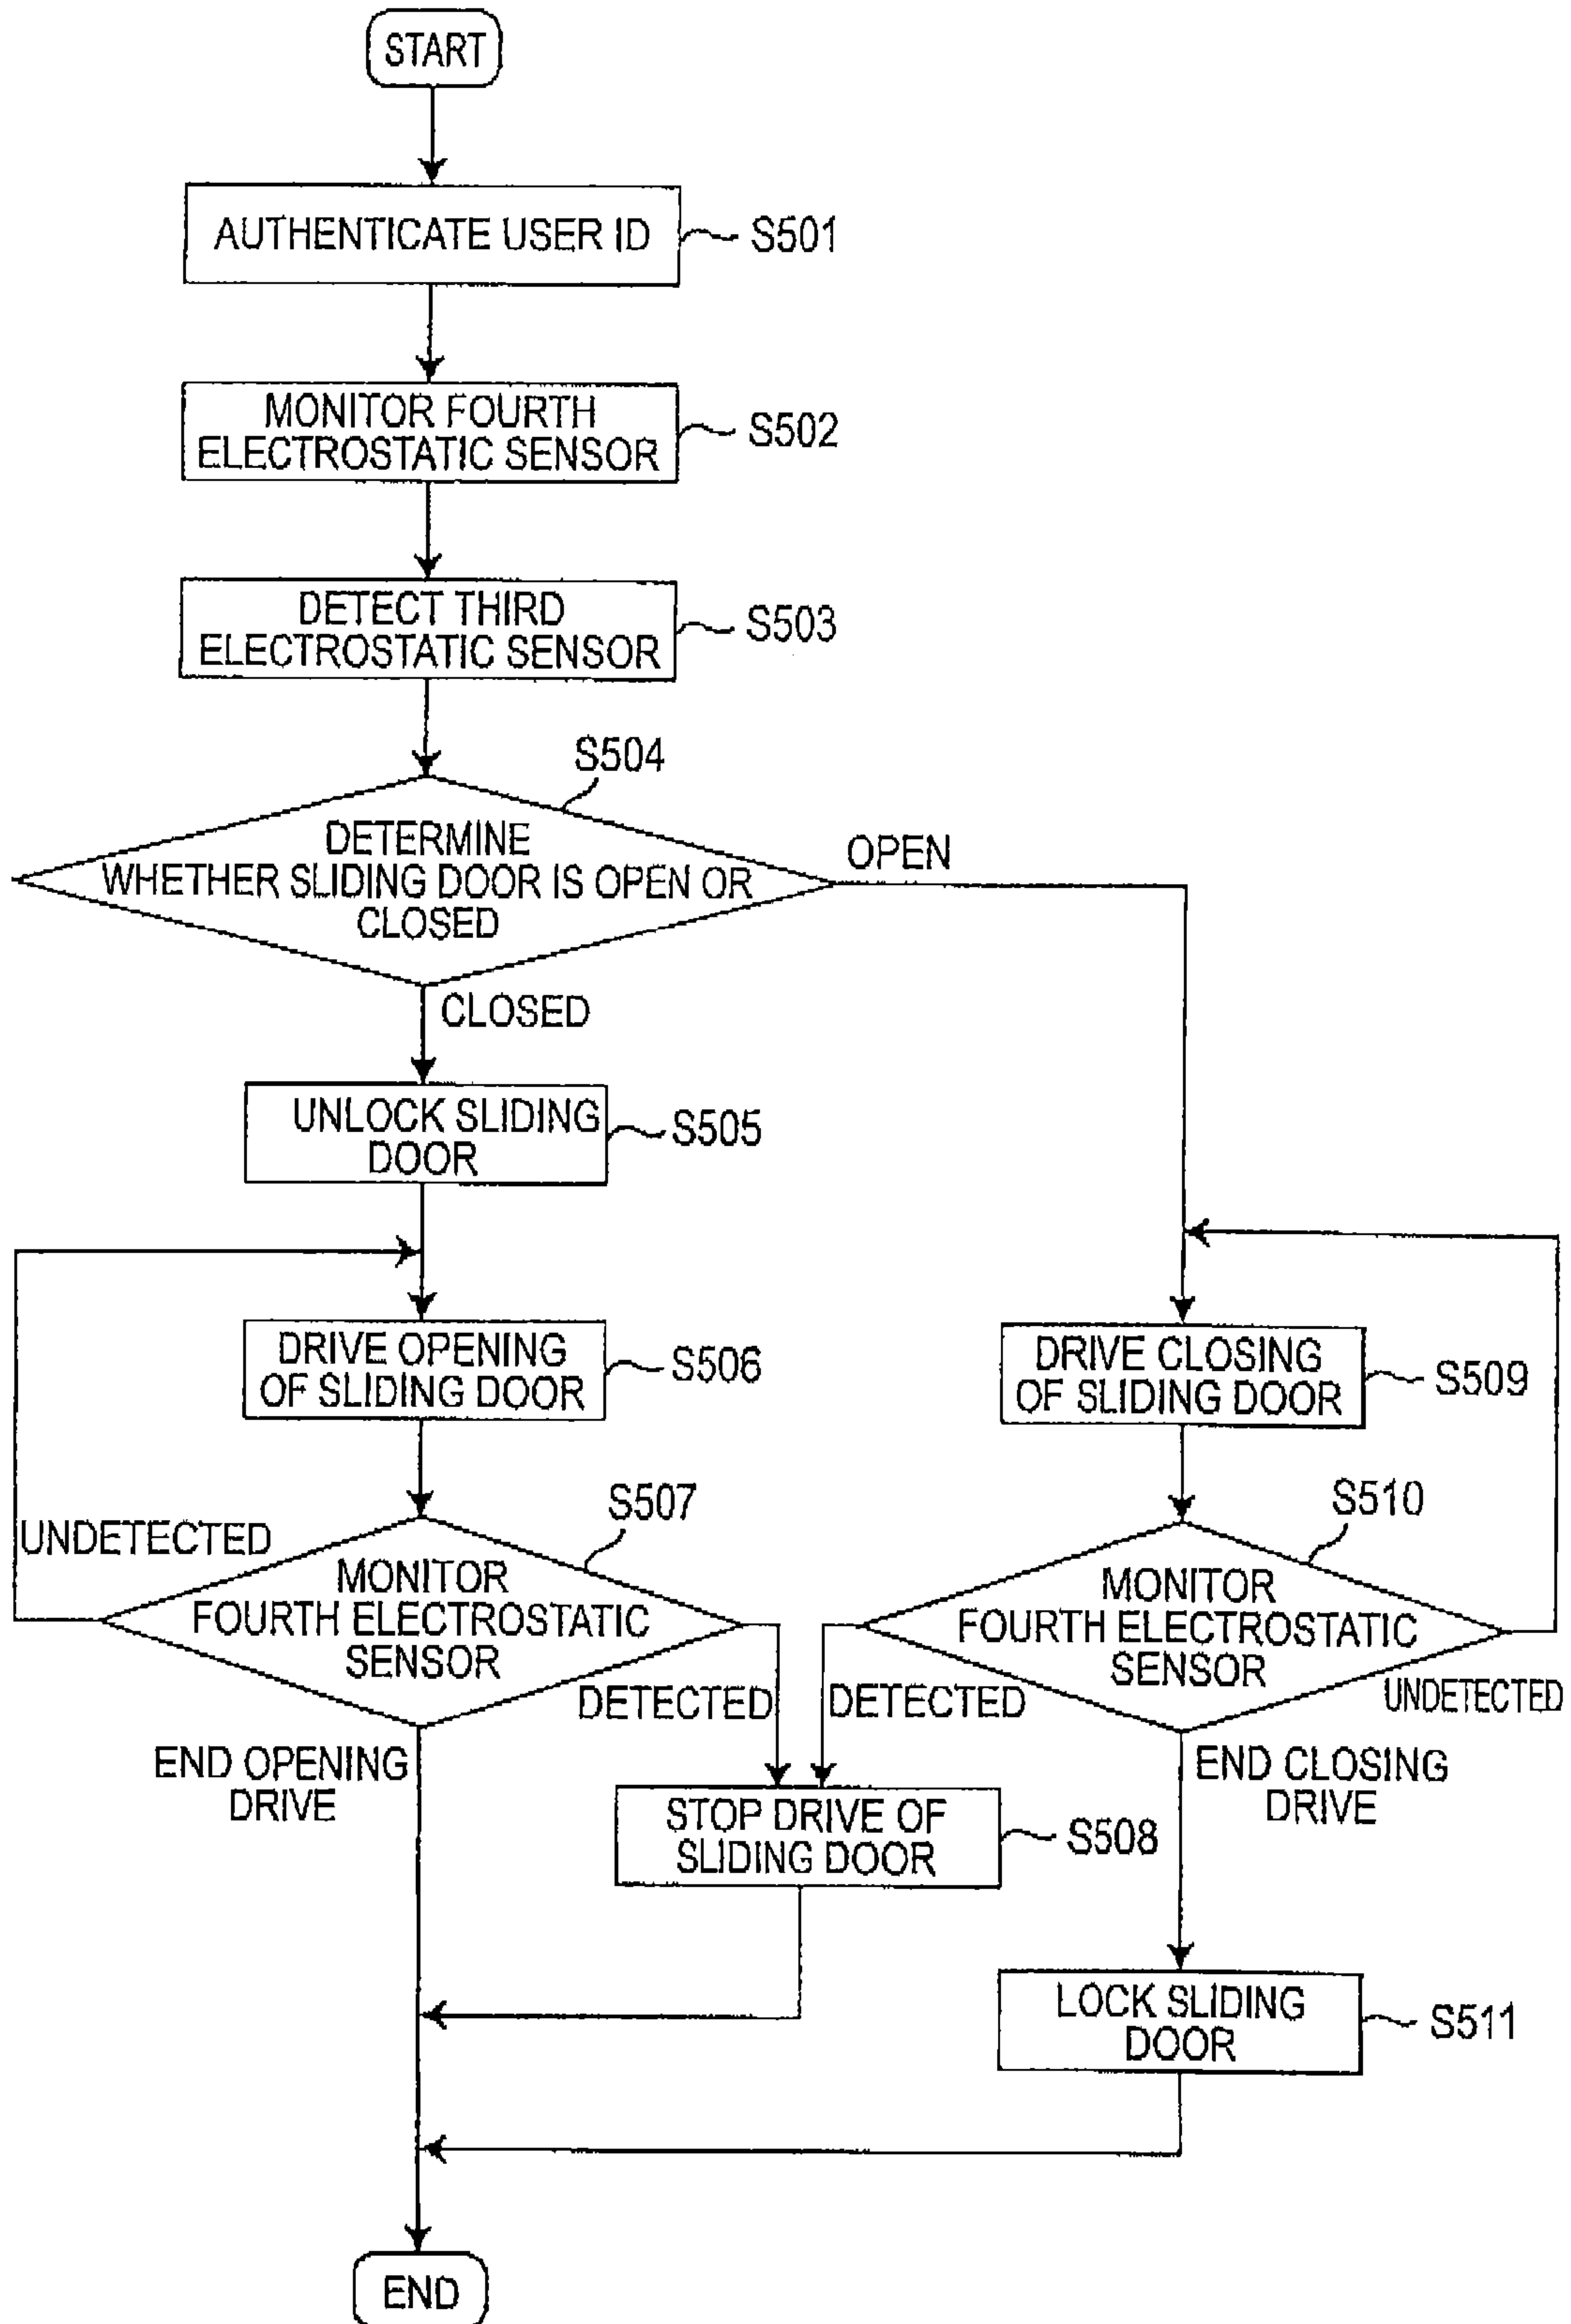 START
AUTHENTICATE USER ID
S501
MONITOR FOURTH
ELECTROSTATIC SENSOR
S502
DETECT THIRD
ELECTROSTATIC SENSOR
S503
S504
DETERMINE
WHETHER SLIDING DOOR IS OPEN OR
CLOSED
OPEN
CLOSED
UNLOCK SLIDING
DOOR
S505
DRIVE OPENING
OF SLIDING DOOR
S506
DRIVE CLOSING
OF SLIDING DOOR
S509
S507
UNDETECTED
MONITOR
FOURTH ELECTROSTATIC
SENSOR
DETECTED
S510
MONITOR
FOURTH ELECTROSTATIC
SENSOR
DETECTED
UNDETECTED
END OPENING
DRIVE
STOP DRIVE OF
SLIDING DOOR
S508
END CLOSING
DRIVE
LOCK SLIDING
DOOR
S511
END